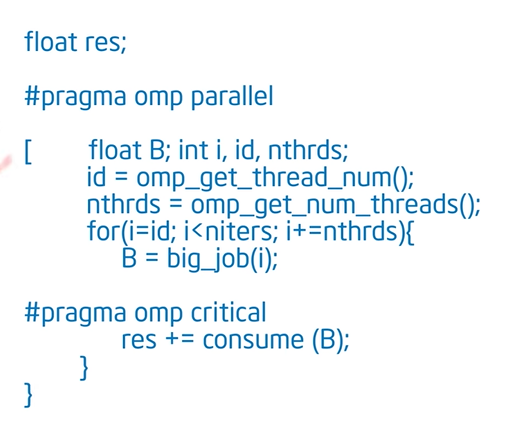 float res;
#pragma omp parallel
[ float B; int i, id, nthrds;
id = omp_get_thread_num();
nthrds = omp_get_num_threads();
for(i=id; i<niters; i+=nthrds){
B = big_job(i);
#pragma omp critical
res += consume (B);
}
}